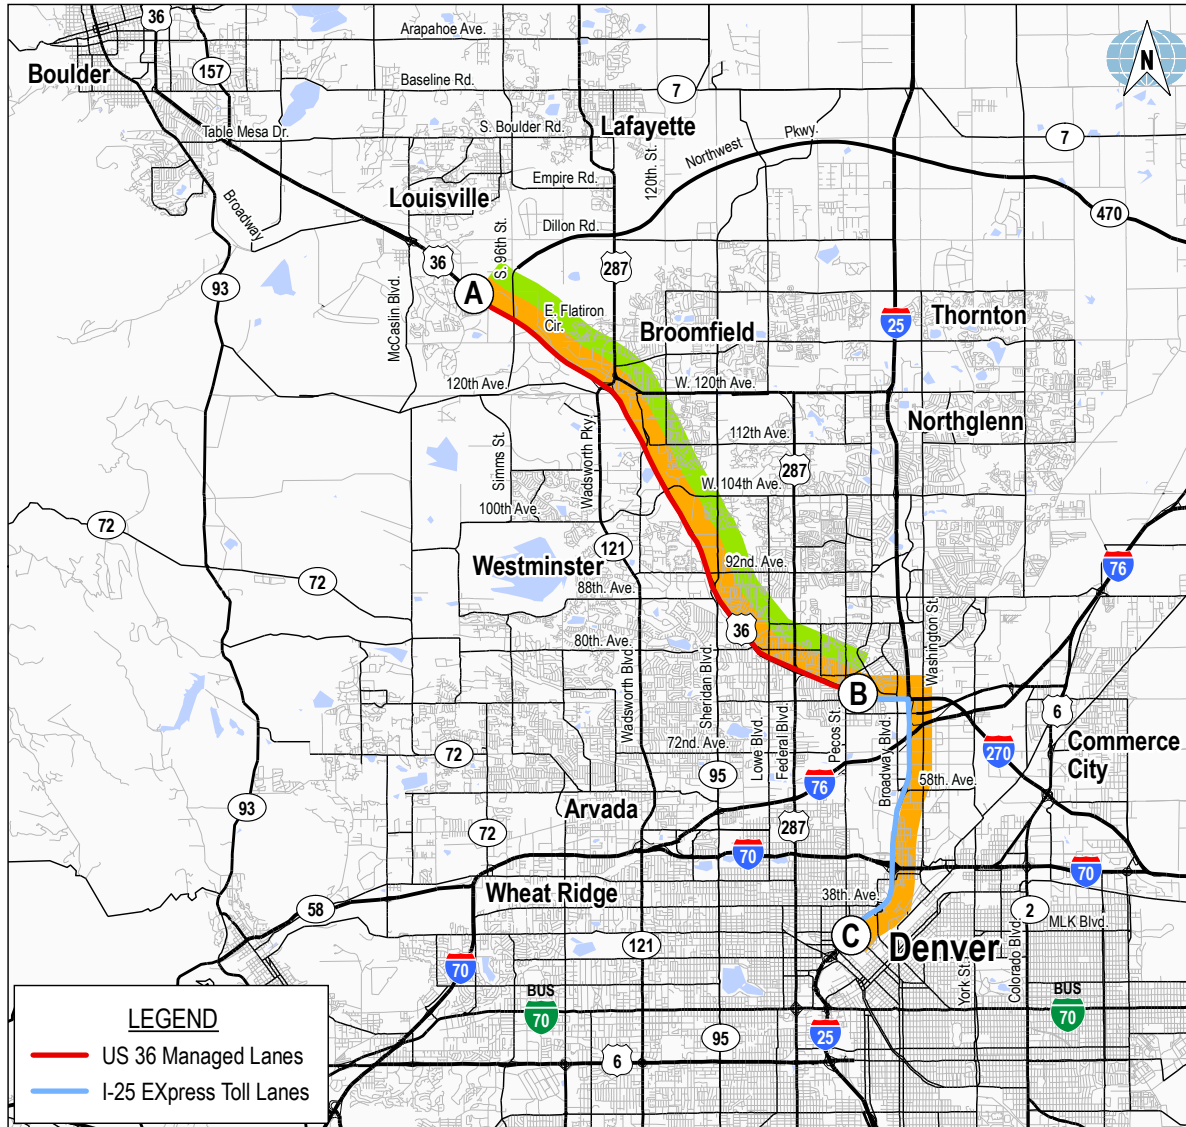 36
Arapahoe Ave.
N
Boulder
157
Baseline Rd.
7
Table Mesa Dr.
S. Boulder Rd.
Lafayette
Pkwy.
7
Northwest
120th. St.
Empire Rd.
Louisville
Broadway
470
S. 96th St.
Dillon Rd.
36
287
93
McCaslin Blvd.
A
E. Flatiron
Cir.
Broomfield
25
Thornton
120th Ave.
W. 120th Ave.
Wadsworth Pky.
Northglenn
Simms St.
112th Ave.
287
W. 104th Ave.
100th Ave.
72
121
92nd. Ave.
76
Westminster
72
88th. Ave.
36
Washington St.
80th. Ave.
Wadsworth Blvd.
Sheridan Blvd.
B
6
Lowe Blvd.
Federal Blvd.
Pecos St.
Broadway Blvd.
72nd. Ave.
72
270
Commerce
City
95
76
58th. Ave.
93
Arvada
72
287
70
70
Wheat Ridge
38th. Ave.
58
2
MLK Blvd.
C
Denver
121
70
York St.
Colorado Blvd.
BUS
70
BUS
70
LEGEND
25
95
US 36 Managed Lanes
6
I-25 EXpress Toll Lanes